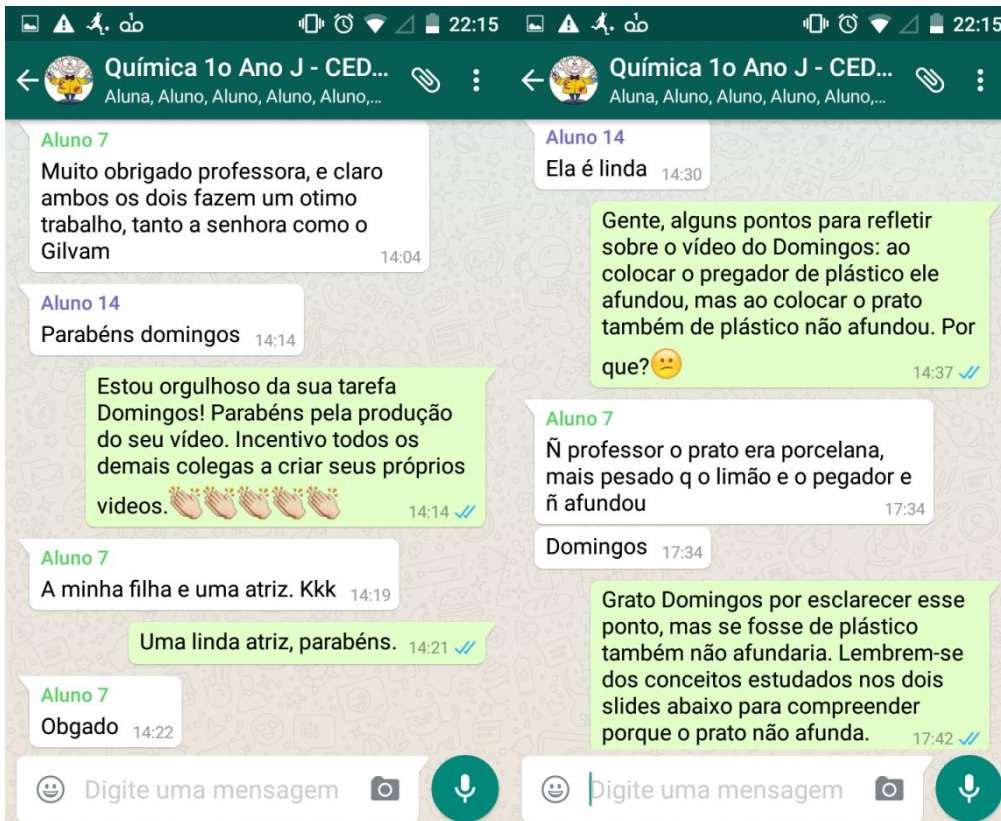 22:15
Química 1o Ano J - CED...
Aluna, Aluno, Aluno, Aluno, Aluno,...
Aluno 7
Muito obrigado professora, e claro
ambos os dois fazem um otimo
trabalho, tanto a senhora como o
Gilvam
14:04
Aluno 14
Parabéns domingos 14:14
Estou orgulhoso da sua tarefa
Domingos! Parabéns pela produção
do seu vídeo. Incentivo todos os
demais colegas a criar seus próprios
videos.
14:14
Aluno 7
A minha filha e uma atriz. Kkk 14:19
Uma linda atriz, parabéns. 14:21
Aluno 7
Obgado 14:22
Digite uma mensagem
22:15
Química 1o Ano J - CED...
Aluna, Aluno, Aluno, Aluno, Aluno,...
Aluno 14
Ela é linda 14:30
Gente, alguns pontos para refletir
sobre o vídeo do Domingos: ao
colocar o pregador de plástico ele
afundou, mas ao colocar o prato
também de plástico não afundou. Por
que?
14:37
Aluno 7
Ñ professor o prato era porcelana,
mais pesado q o limão e o pegador e
ñ afundou
17:34
Domingos 17:34
Grato Domingos por esclarecer esse
ponto, mas se fosse de plástico
também não afundaria. Lembrem-se
dos conceitos estudados nos dois
slides abaixo para compreender
porque o prato não afunda.
17:42
Digite uma mensagem